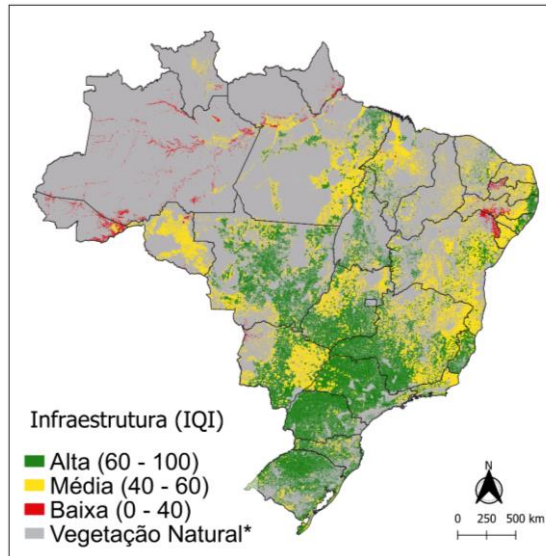 Infraestrutura (IQI)
Alta (60 - 100)
Média (40 - 60)
Baixa (0 - 40)
Vegetação Natural*
N
0 250 500 km